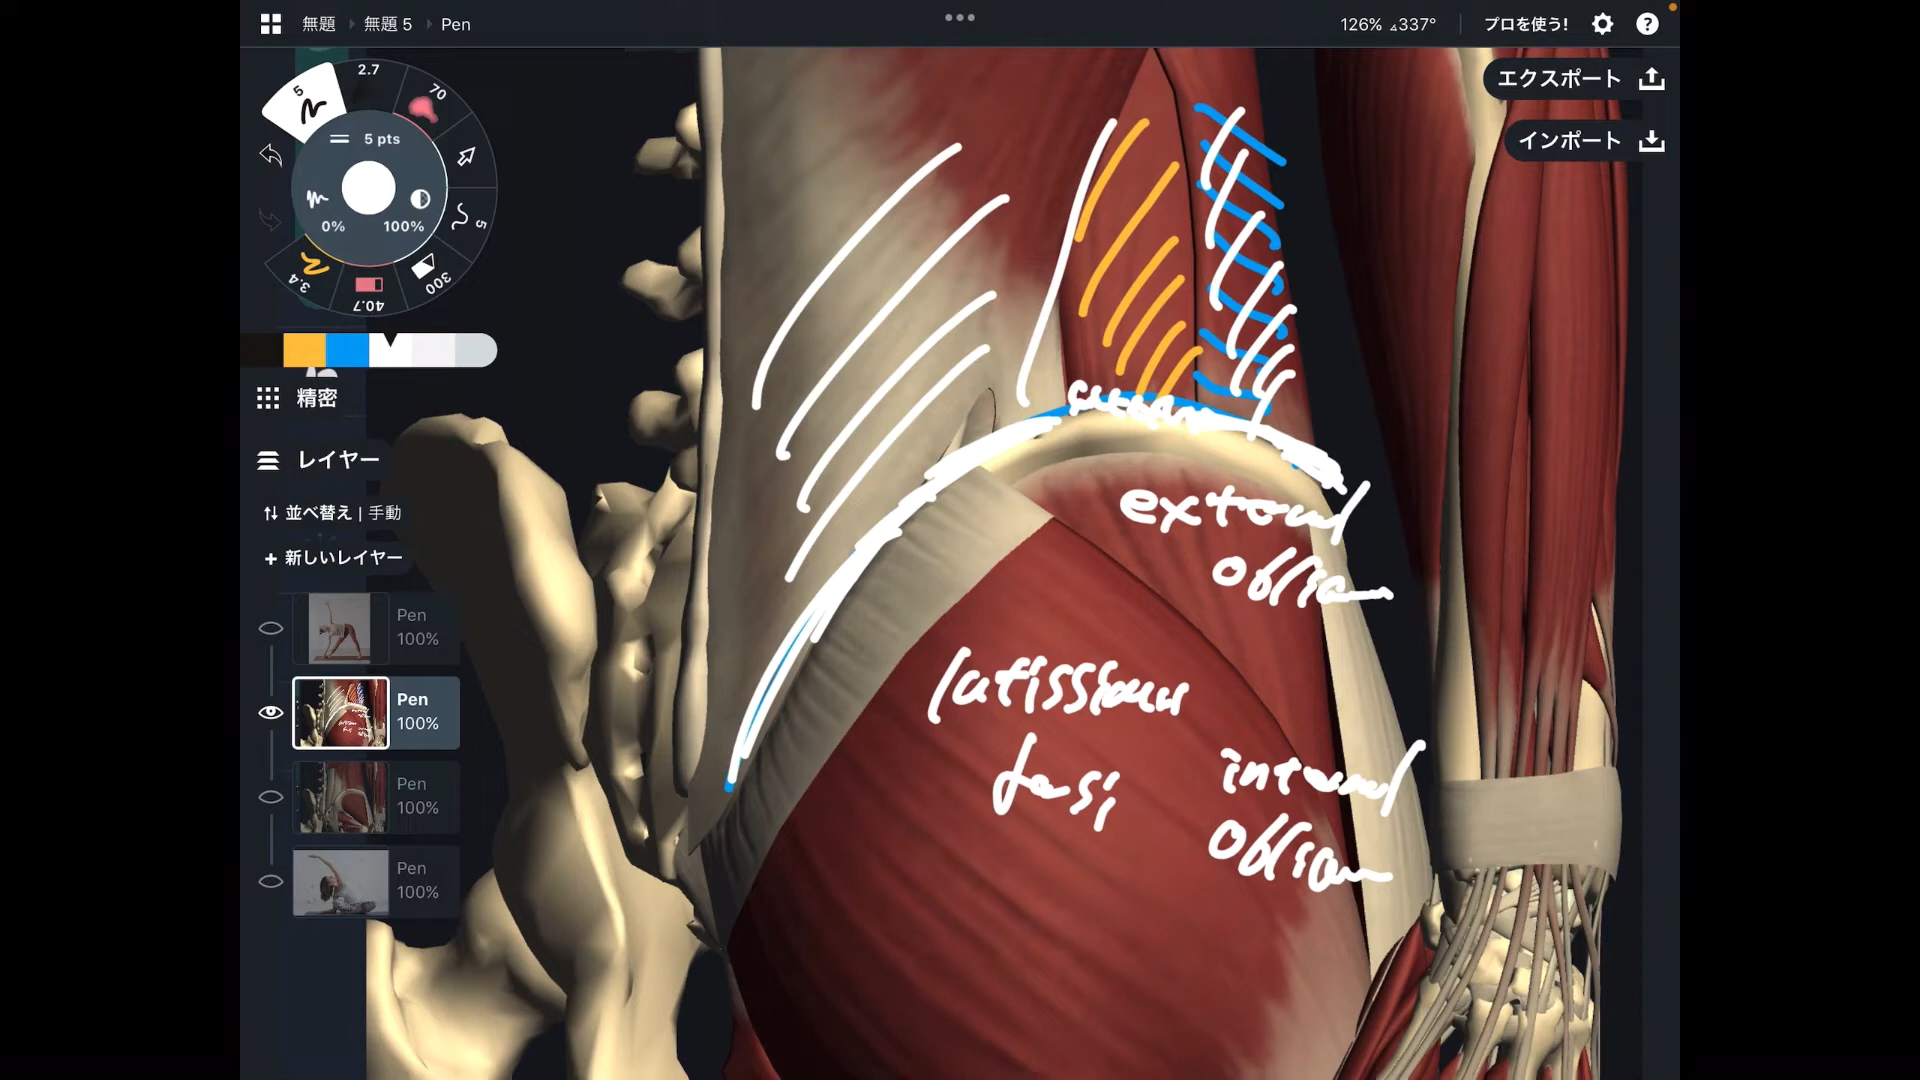 無題 無題 5 Pen
126% ⊿337° プロを使う!
エクスポート
インポート
2.7
5
70
5 pts
0% 100%
5
300
40.7
3.4
精密
レイヤー
並べ替え | 手動
+ 新しいレイヤー
Pen
100%
Pen
100%
Pen
100%
Pen
100%
external
latissimus
internal